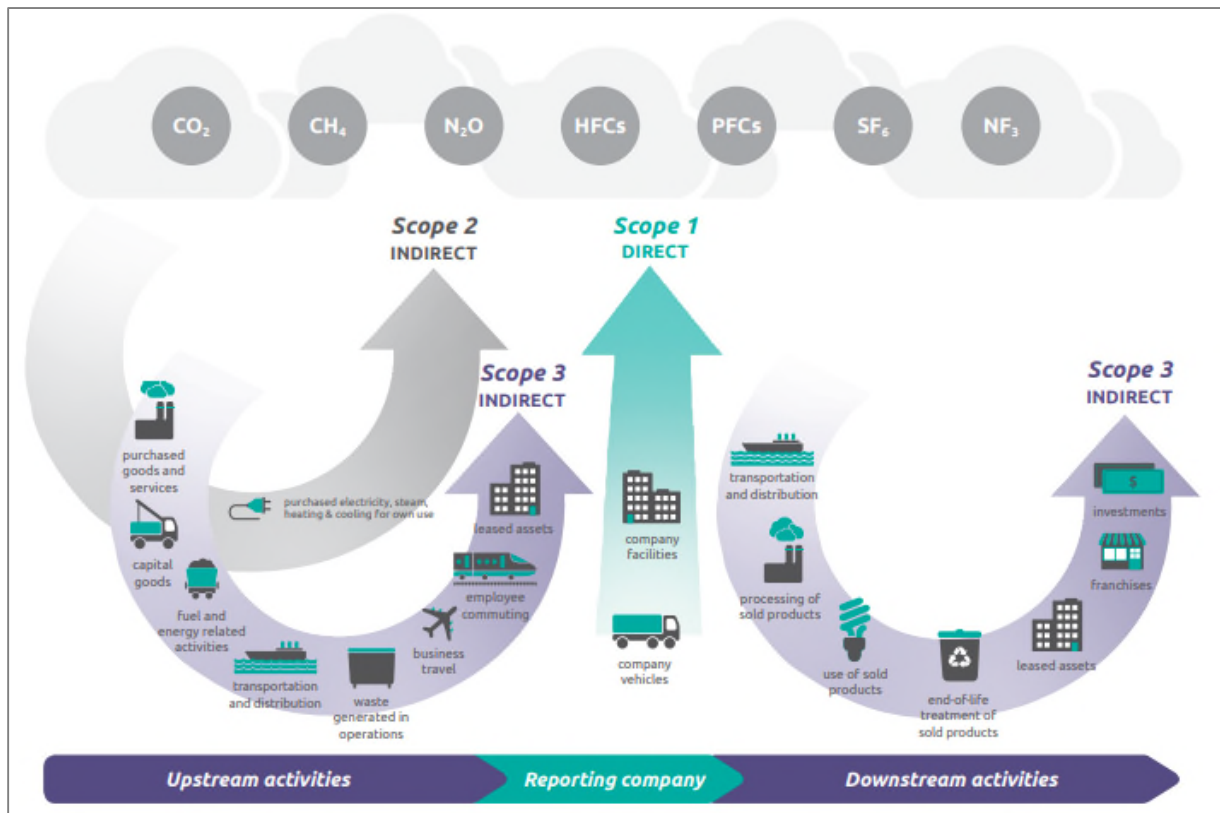 CO₂
CH₄
N₂O
HFCs
PFCs
SF₆
NF₃
Scope 2
INDIRECT
Scope 1
DIRECT
Scope 3
INDIRECT
Scope 3
INDIRECT
purchased
goods and
services
capital
goods
fuel and
energy related
activities
transportation
and distribution
waste
generated in
operations
business
travel
employee
commuting
leased assets
purchased electricity, steam,
heating & cooling for own use
company
facilities
company
vehicles
transportation
and distribution
processing of
sold products
use of sold
products
end-of-life
treatment of
sold products
leased assets
franchises
$
investments
Upstream activities
Reporting company
Downstream activities